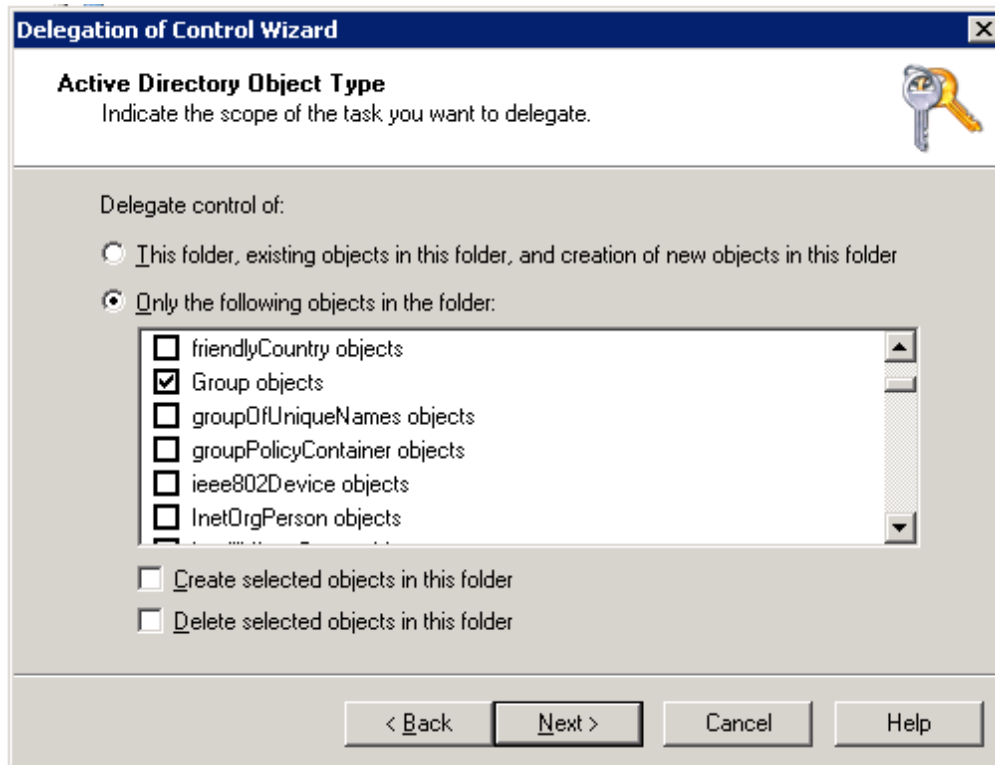 Delegation of Control Wizard
Active Directory Object Type
Indicate the scope of the task you want to delegate.
Delegate control of:
This folder, existing objects in this folder, and creation of new objects in this folder
Only the following objects in the folder:
friendlyCountry objects
Group objects
groupOfUniqueNames objects
groupPolicyContainer objects
ieee802Device objects
InetOrgPerson objects
Create selected objects in this folder
Delete selected objects in this folder
< Back Next > Cancel Help